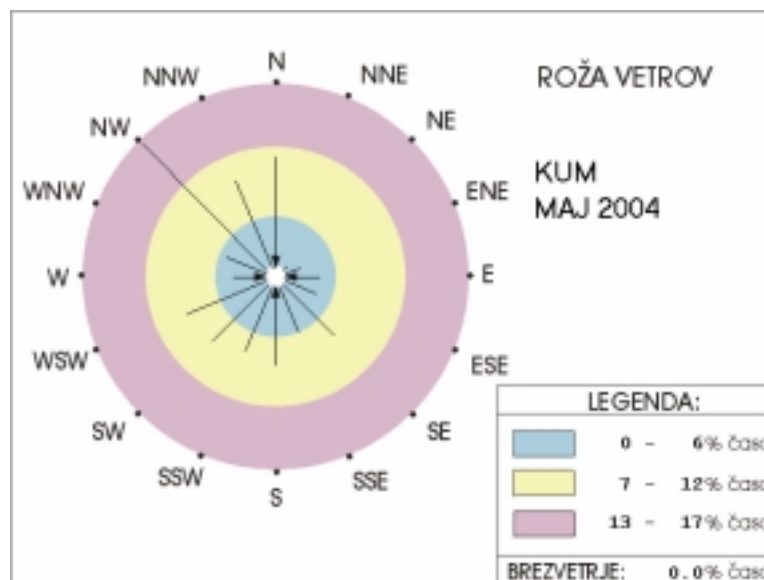 N
NNW
NNE
NW
NE
WNW
ENE
W
E
WSW
ESE
SW
SE
SSW
SSE
S
ROŽA VETROV
KUM
MAJ 2004
LEGENDA:
0 - 6% časa
7 - 12% časa
13 - 17% časa
BREZVETRJE: 0.0% časa